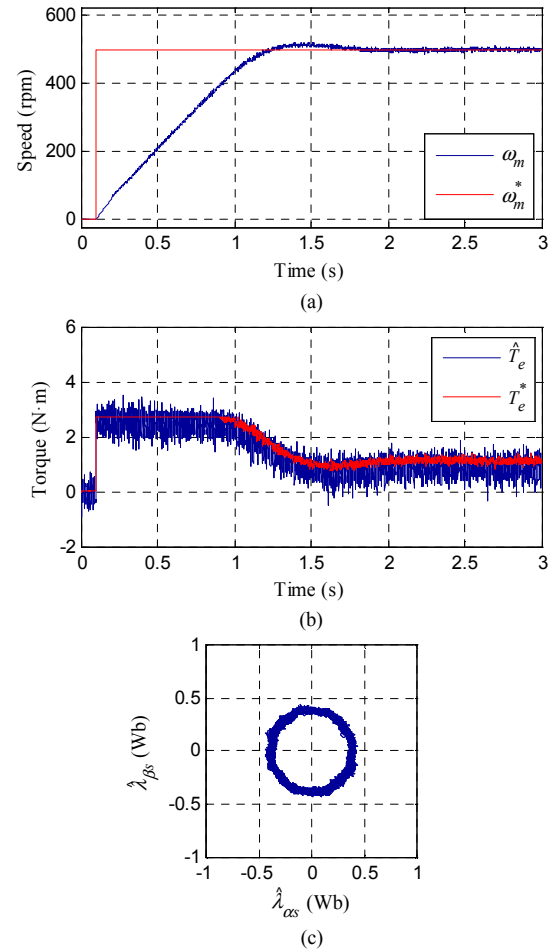 600
400
200
0
Speed (rpm)
ω_m
ω_m^*
0 0.5 1 1.5 2 2.5 3
Time (s)
(a)
6
4
2
0
-2
Torque (N·m)
T̂_e
T_e^*
0 0.5 1 1.5 2 2.5 3
Time (s)
(b)
1
0.5
0
-0.5
-1
λ̂_βs (Wb)
-1 -0.5 0 0.5 1
λ̂_αs (Wb)
(c)